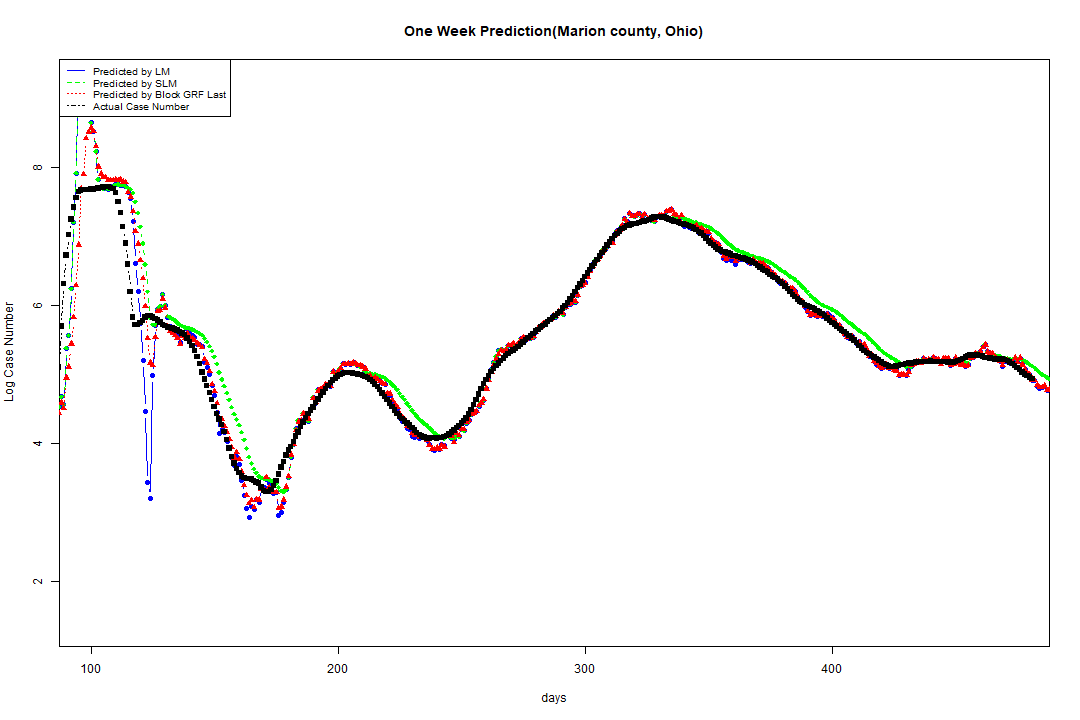 One Week Prediction(Marion county, Ohio)
Predicted by LM
Predicted by SLM
Predicted by Block GRF Last
Actual Case Number
8
6
4
2
Log Case Number
100 200 300 400
days